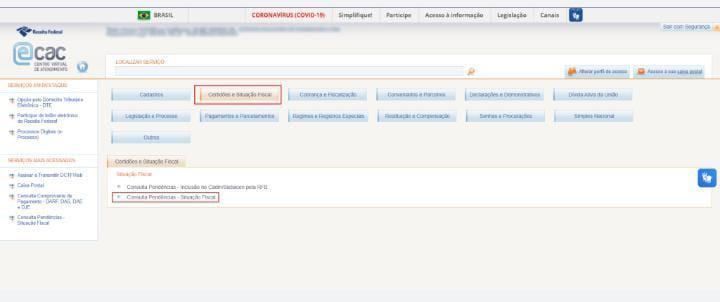 BRASIL
CORONAVÍRUS (COVID-19)
Simplifique!
Participe
Acesso à informação
Legislação
Canais
Receita Federal
Sair com Segurança
ecac
CENTRO VIRTUAL
DE ATENDIMENTO
LOCALIZAR SERVIÇO
Alterar perfil de acesso
Acesse a sua caixa postal
SERVIÇOS EM DESTAQUE
Opção pelo Domicílio Tributário
Eletrônico - DTE
Participar de leilão eletrônico
da Receita Federal
Processos Digitais (e-
Processo)
SERVIÇOS MAIS ACESSADOS
Assinar e Transmitir DCTFWeb
Caixa Postal
Consulta Comprovante de
Pagamento - DARF, DAS, DAE
e DJE
Consulta Pendências -
Situação Fiscal
Cadastros
Certidões e Situação Fiscal
Cobrança e Fiscalização
Conveniados e Parceiros
Declarações e Demonstrativos
Dívida Ativa da União
Legislação e Processo
Pagamentos e Parcelamentos
Regimes e Registros Especiais
Restituição e Compensação
Senhas e Procurações
Simples Nacional
Outros
Certidões e Situação Fiscal
Situação Fiscal
Consulta Pendências - Inclusão no Cadin/Sisbacen pela RFB
Consulta Pendências - Situação Fiscal